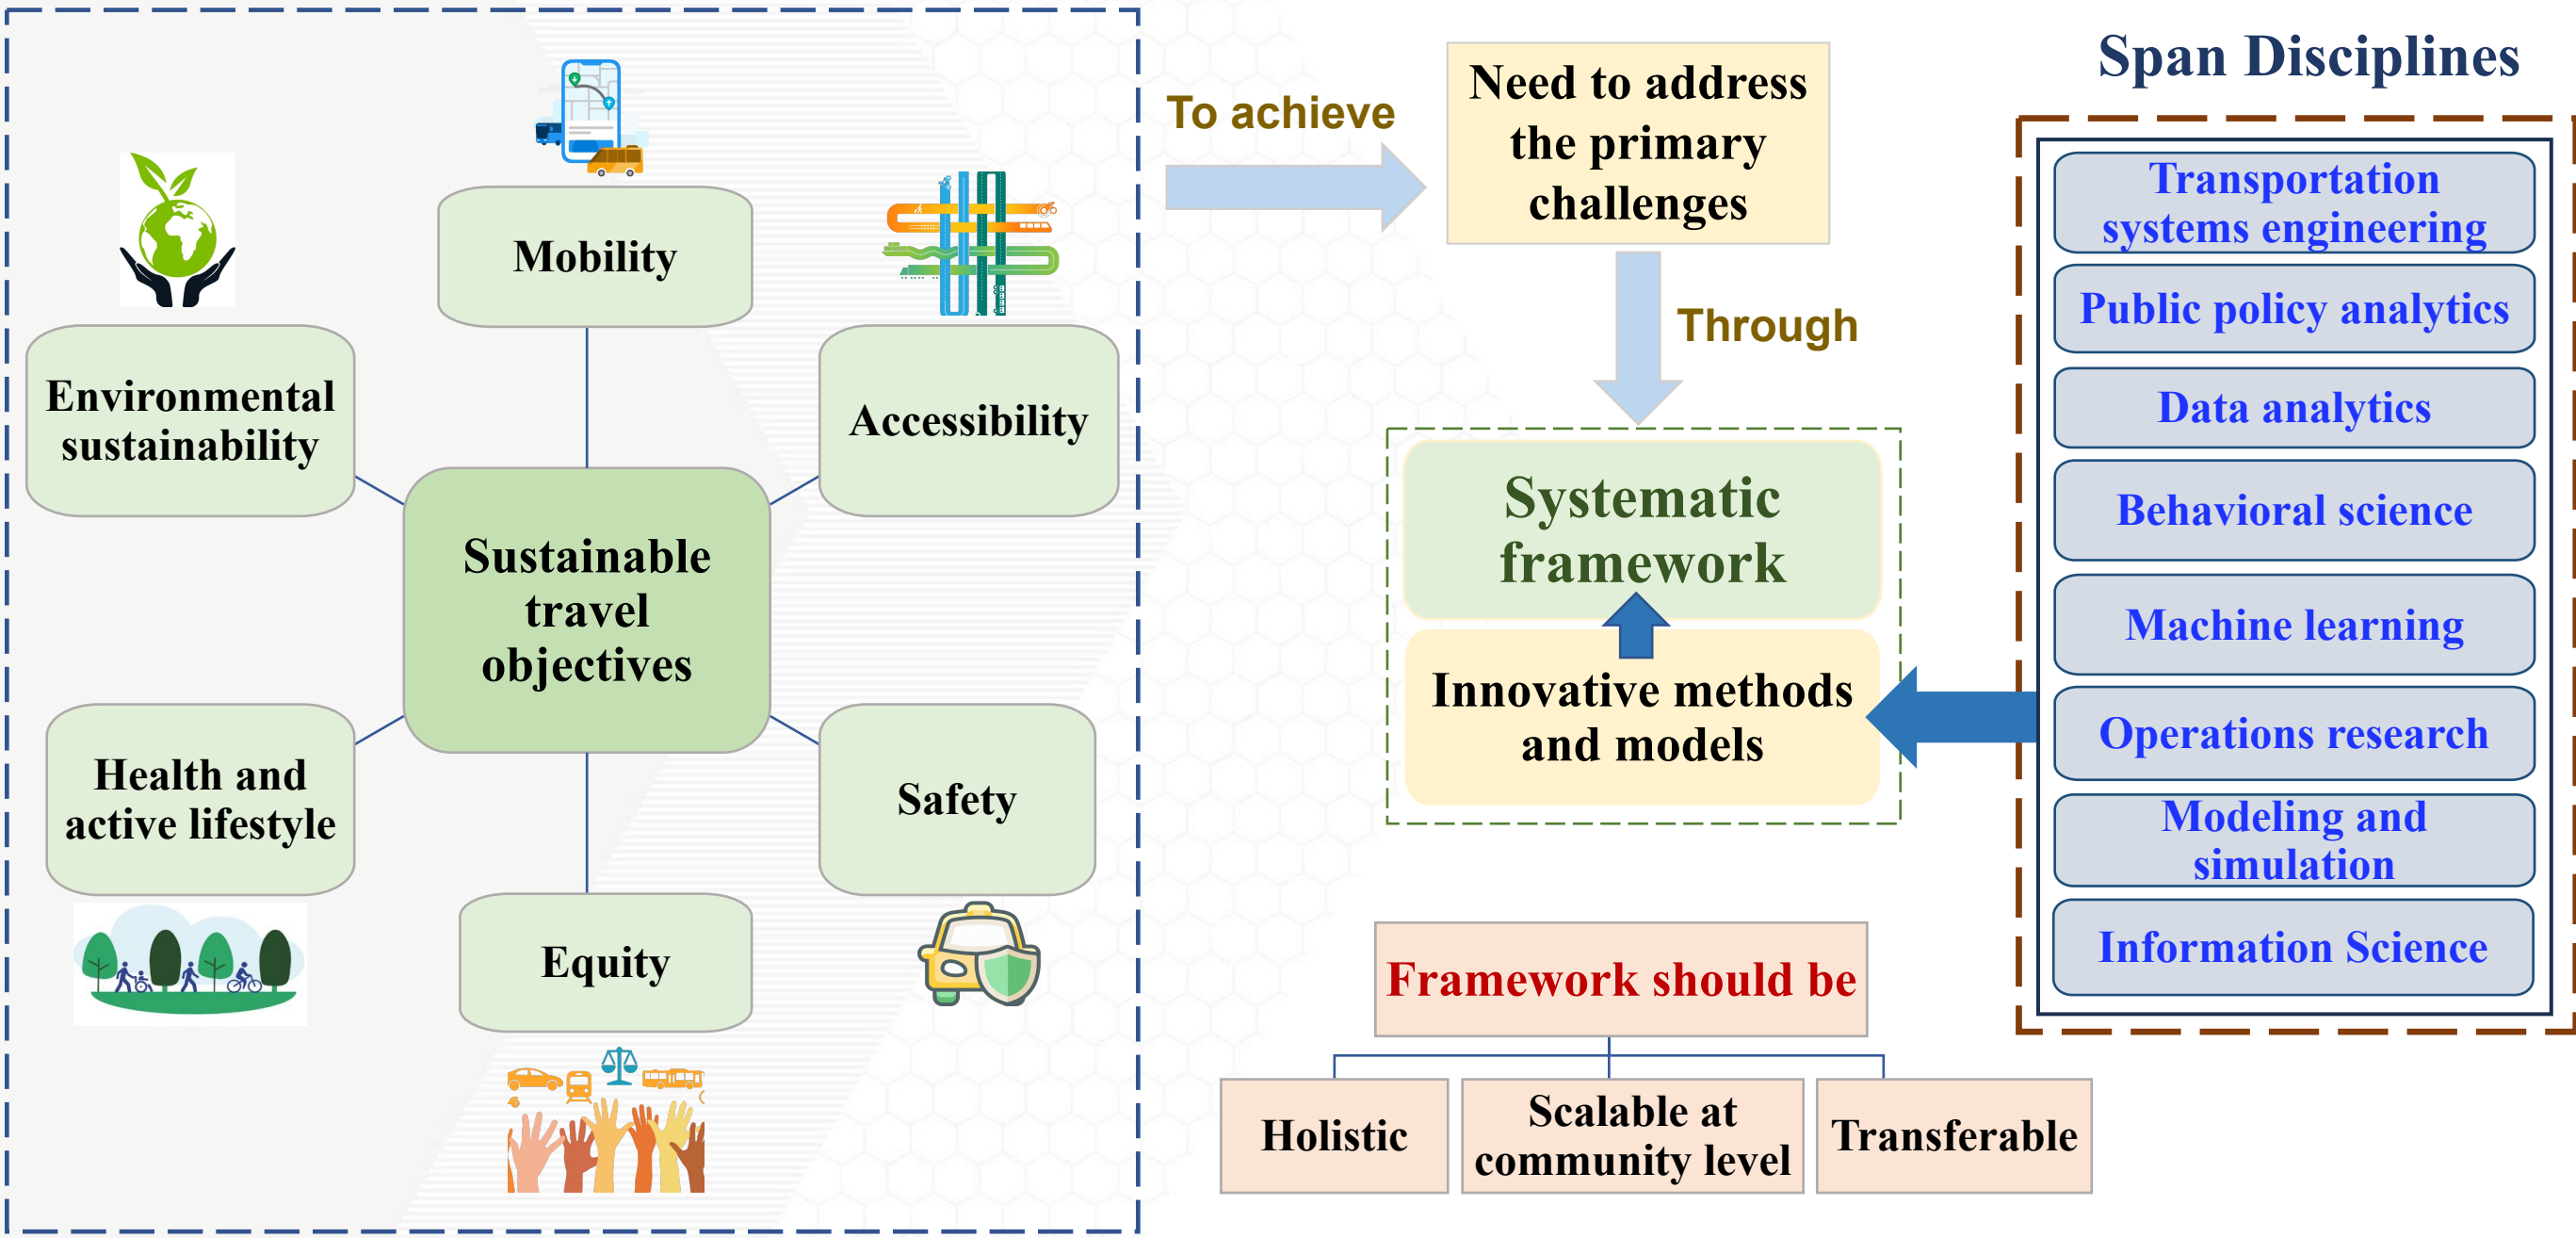 Mobility
Environmental
sustainability
Accessibility
Sustainable
travel
objectives
Health and
active lifestyle
Safety
Equity
To achieve
Need to address
the primary
challenges
Through
Systematic
framework
Innovative methods
and models
Framework should be
Holistic
Scalable at
community level
Transferable
Span Disciplines
Transportation
systems engineering
Public policy analytics
Data analytics
Behavioral science
Machine learning
Operations research
Modeling and
simulation
Information Science